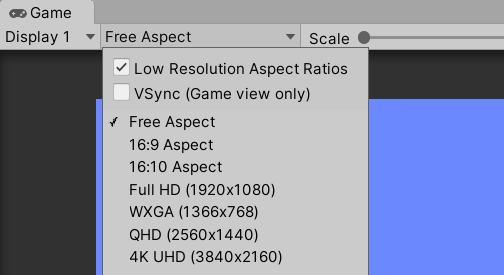 Game
Display 1 Free Aspect Scale
Low Resolution Aspect Ratios
VSync (Game view only)
Free Aspect
16:9 Aspect
16:10 Aspect
Full HD (1920x1080)
WXGA (1366x768)
QHD (2560x1440)
4K UHD (3840x2160)